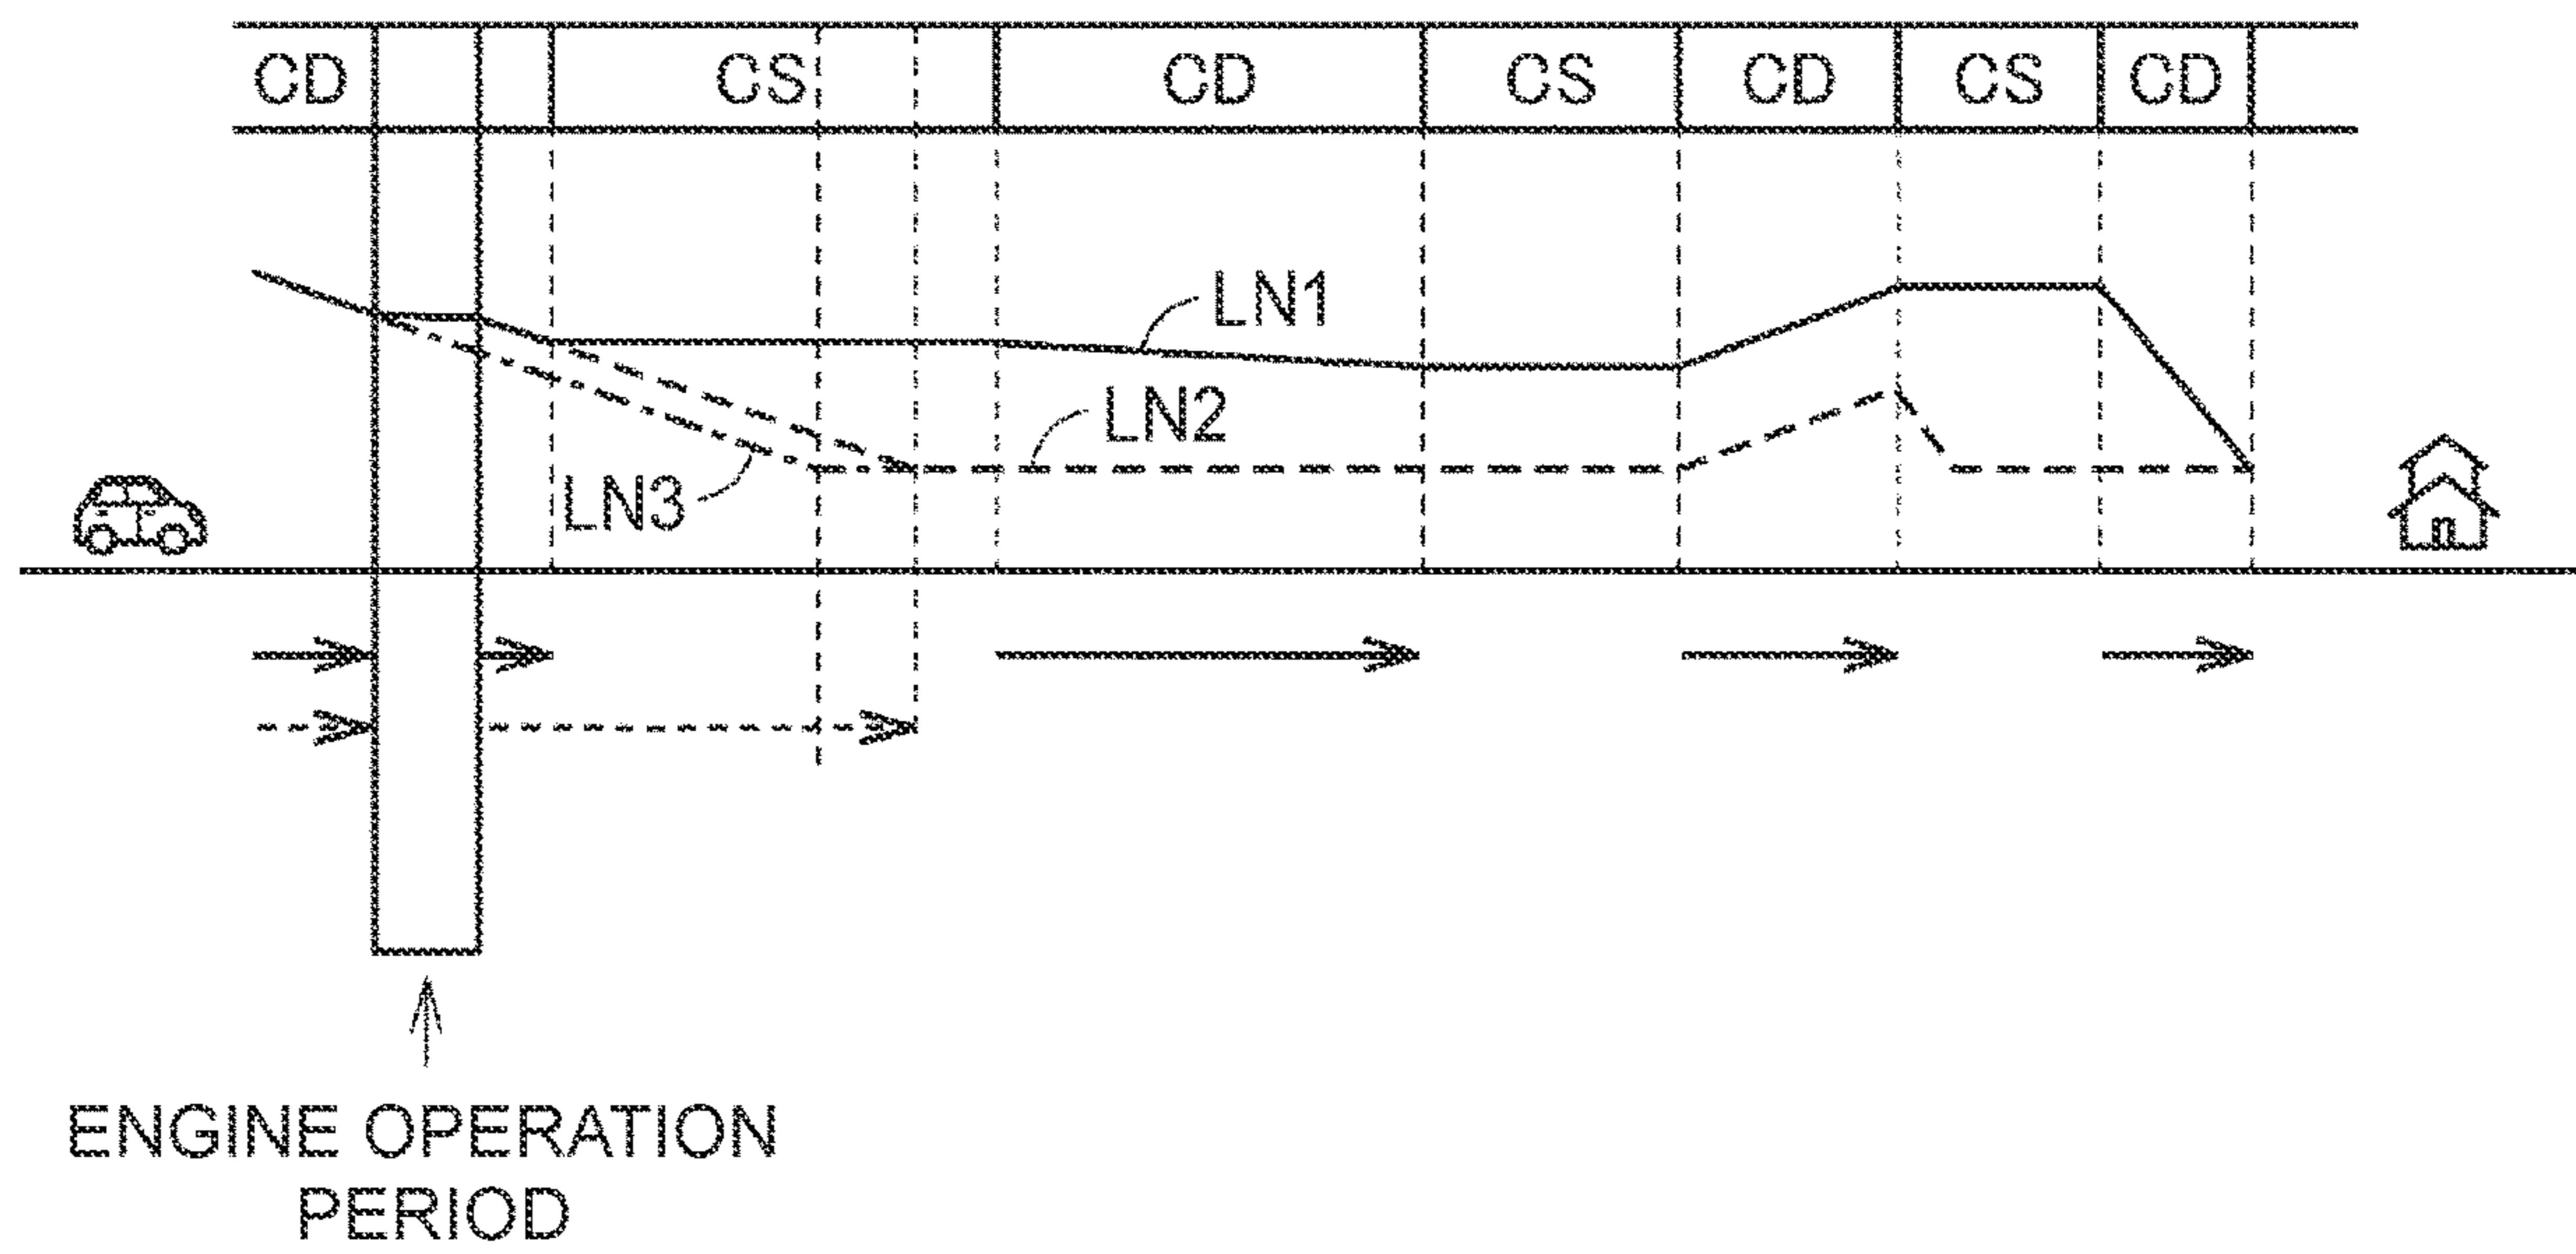 CD CS CD CS CD CS CD
LN1
LN2
LN3
ENGINE OPERATION
PERIOD